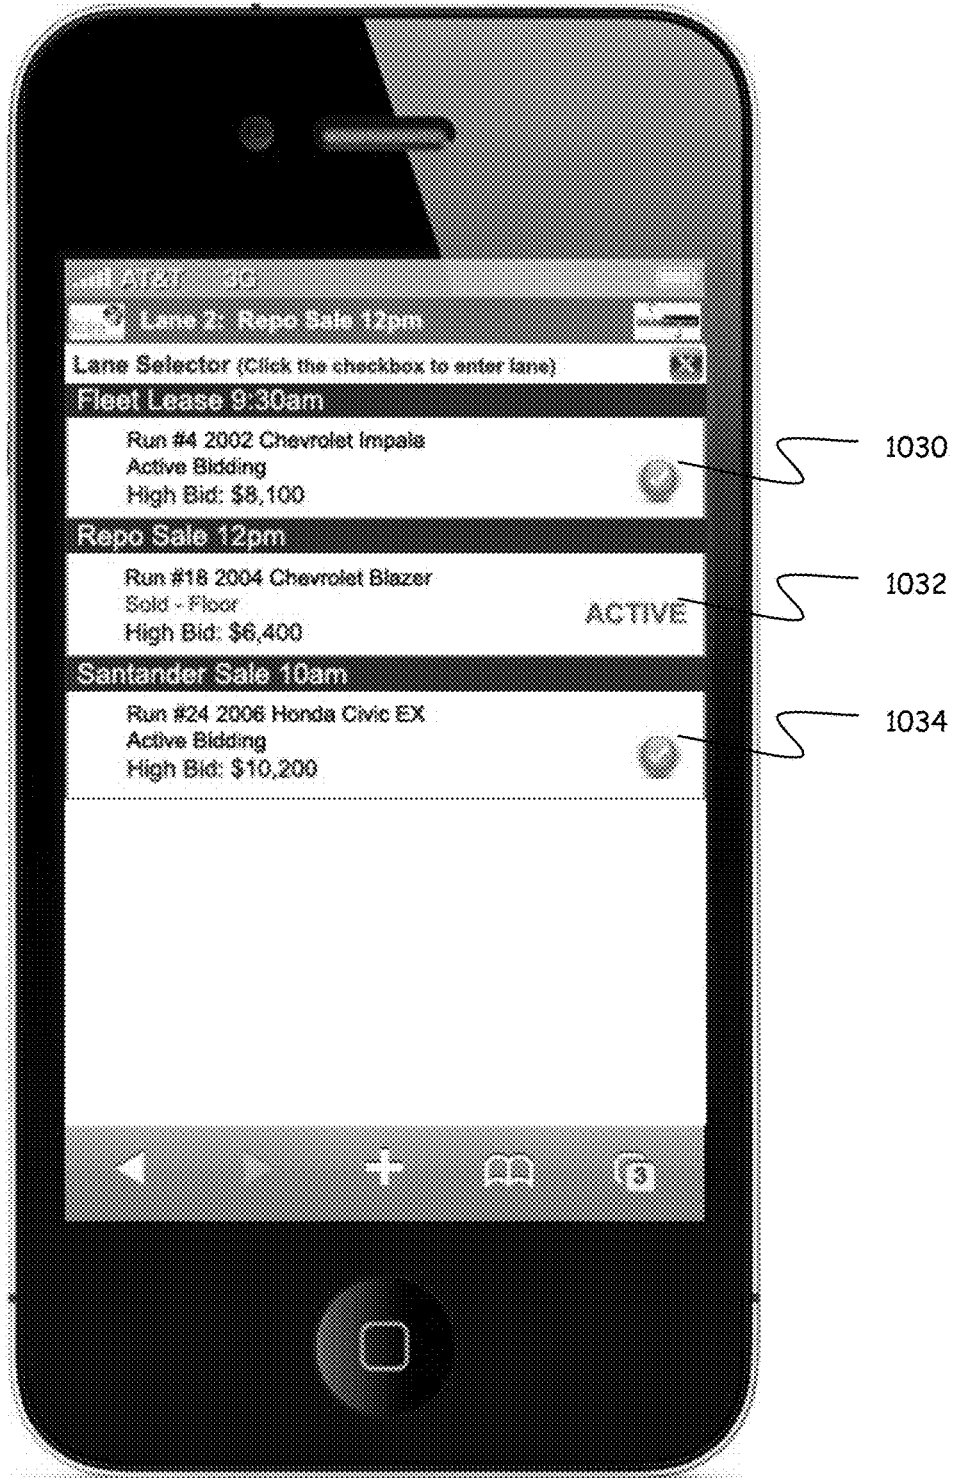 AT&T 3G
Lane 2: Repo Sale 12pm
Lane Selector (Click the checkbox to enter lane)
Fleet Lease 9:30am
Run #4 2002 Chevrolet Impala
Active Bidding
High Bid: $8,100
1030
Repo Sale 12pm
Run #18 2004 Chevrolet Blazer
Sold - Floor
High Bid: $6,400
ACTIVE
1032
Santander Sale 10am
Run #24 2006 Honda Civic EX
Active Bidding
High Bid: $10,200
1034
3